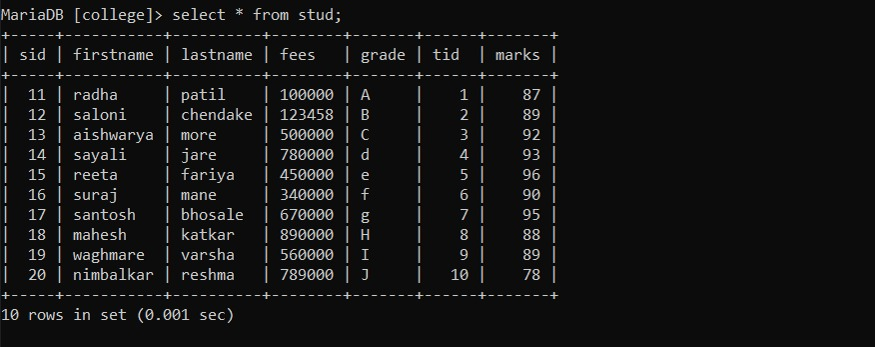 MariaDB [college]> select * from stud;
+-----+-----------+----------+--------+-------+------+-------+
| sid | firstname | lastname | fees   | grade | tid  | marks |
+-----+-----------+----------+--------+-------+------+-------+
|  11 | radha     | patil    | 100000 | A     |    1 |    87 |
|  12 | saloni    | chendake | 123458 | B     |    2 |    89 |
|  13 | aishwarya | more     | 500000 | C     |    3 |    92 |
|  14 | sayali    | jare     | 780000 | d     |    4 |    93 |
|  15 | reeta     | fariya   | 450000 | e     |    5 |    96 |
|  16 | suraj     | mane     | 340000 | f     |    6 |    90 |
|  17 | santosh   | bhosale  | 670000 | g     |    7 |    95 |
|  18 | mahesh    | katkar   | 890000 | H     |    8 |    88 |
|  19 | waghmare  | varsha   | 560000 | I     |    9 |    89 |
|  20 | nimbalkar | reshma   | 789000 | J     |   10 |    78 |
+-----+-----------+----------+--------+-------+------+-------+
10 rows in set (0.001 sec)